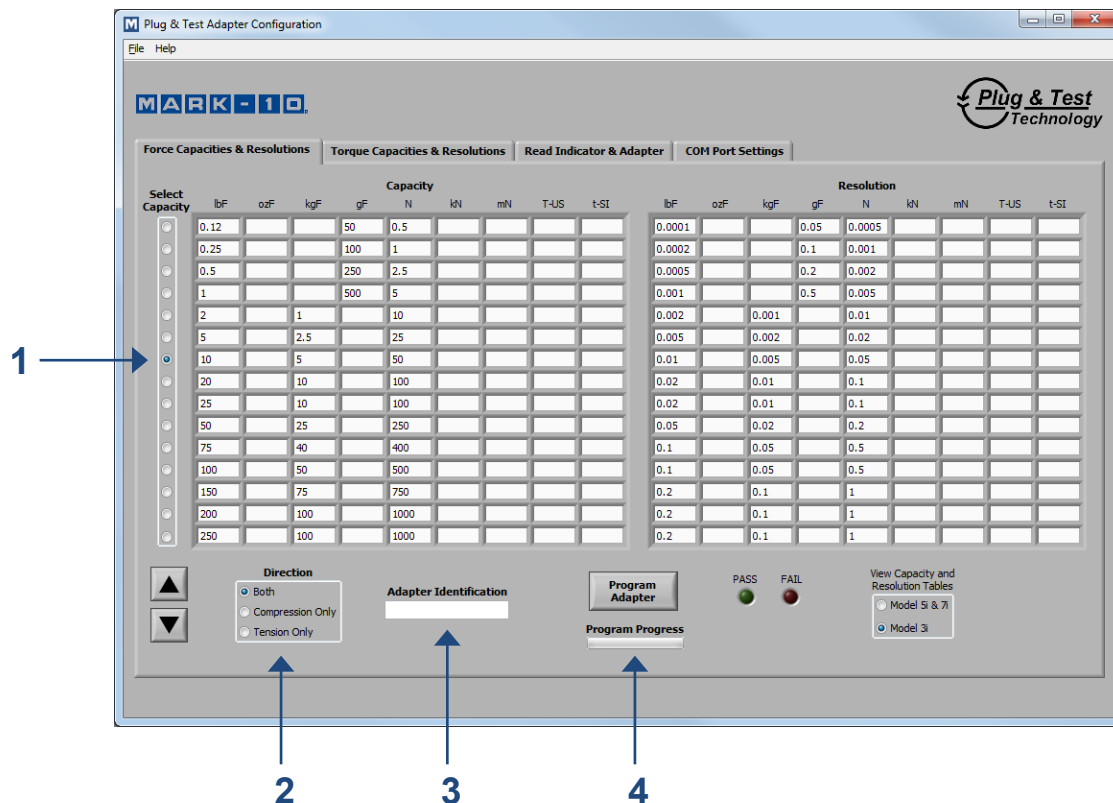 Plug & Test Adapter Configuration
File Help
MARK-10
Plug & Test
Technology
Force Capacities & Resolutions Torque Capacities & Resolutions Read Indicator & Adapter COM Port Settings
Capacity Resolution
Select
Capacity lbF ozF kgF gF N kN mN T-US t-SI lbF ozF kgF gF N kN mN T-US t-SI
0.12 50 0.5 0.0001 0.05 0.0005
0.25 100 1 0.0002 0.1 0.001
0.5 250 2.5 0.0005 0.2 0.002
1 500 5 0.001 0.5 0.005
2 1 10 0.002 0.001 0.01
5 2.5 25 0.005 0.002 0.02
1 10 5 50 0.01 0.005 0.05
20 10 100 0.02 0.01 0.1
25 10 100 0.02 0.01 0.1
50 25 250 0.05 0.02 0.2
75 40 400 0.1 0.05 0.5
100 50 500 0.1 0.05 0.5
150 75 750 0.2 0.1 1
200 100 1000 0.2 0.1 1
250 100 1000 0.2 0.1 1
Direction
Both
Compression Only
Tension Only
Adapter Identification
Program
Adapter
Program Progress
PASS FAIL
View Capacity and
Resolution Tables
Model 5i & 7i
Model 3i
2 3 4